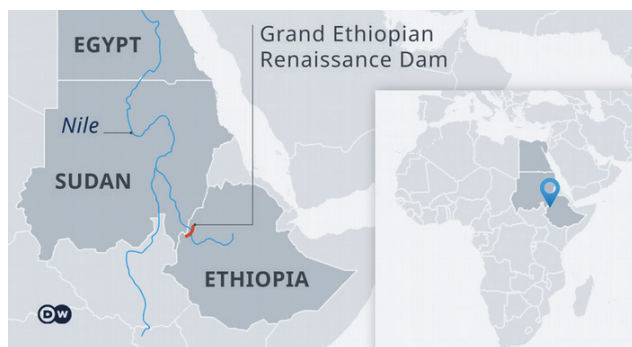 EGYPT
Grand Ethiopian
Renaissance Dam
Nile
SUDAN
ETHIOPIA
DW